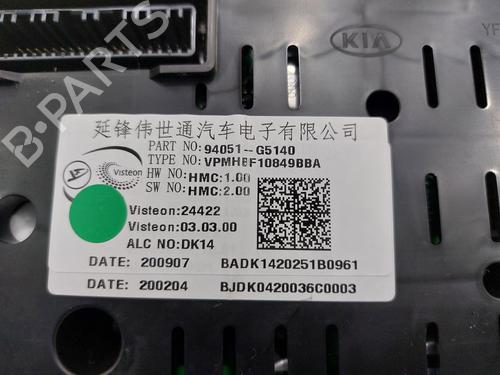 KIA
YF
延锋伟世通汽车电子有限公司
PART NO:94051--G5140
TYPE NO:VPMHBF10849BBA
HW NO:HMC:1.00
SW NO:HMC:2.00
Visteon
Visteon:24422
Visteon:03.03.00
ALC NO:DK14
DATE: 200907 BADK1420251B0961
DATE: 200204 BJDK0420036C0003